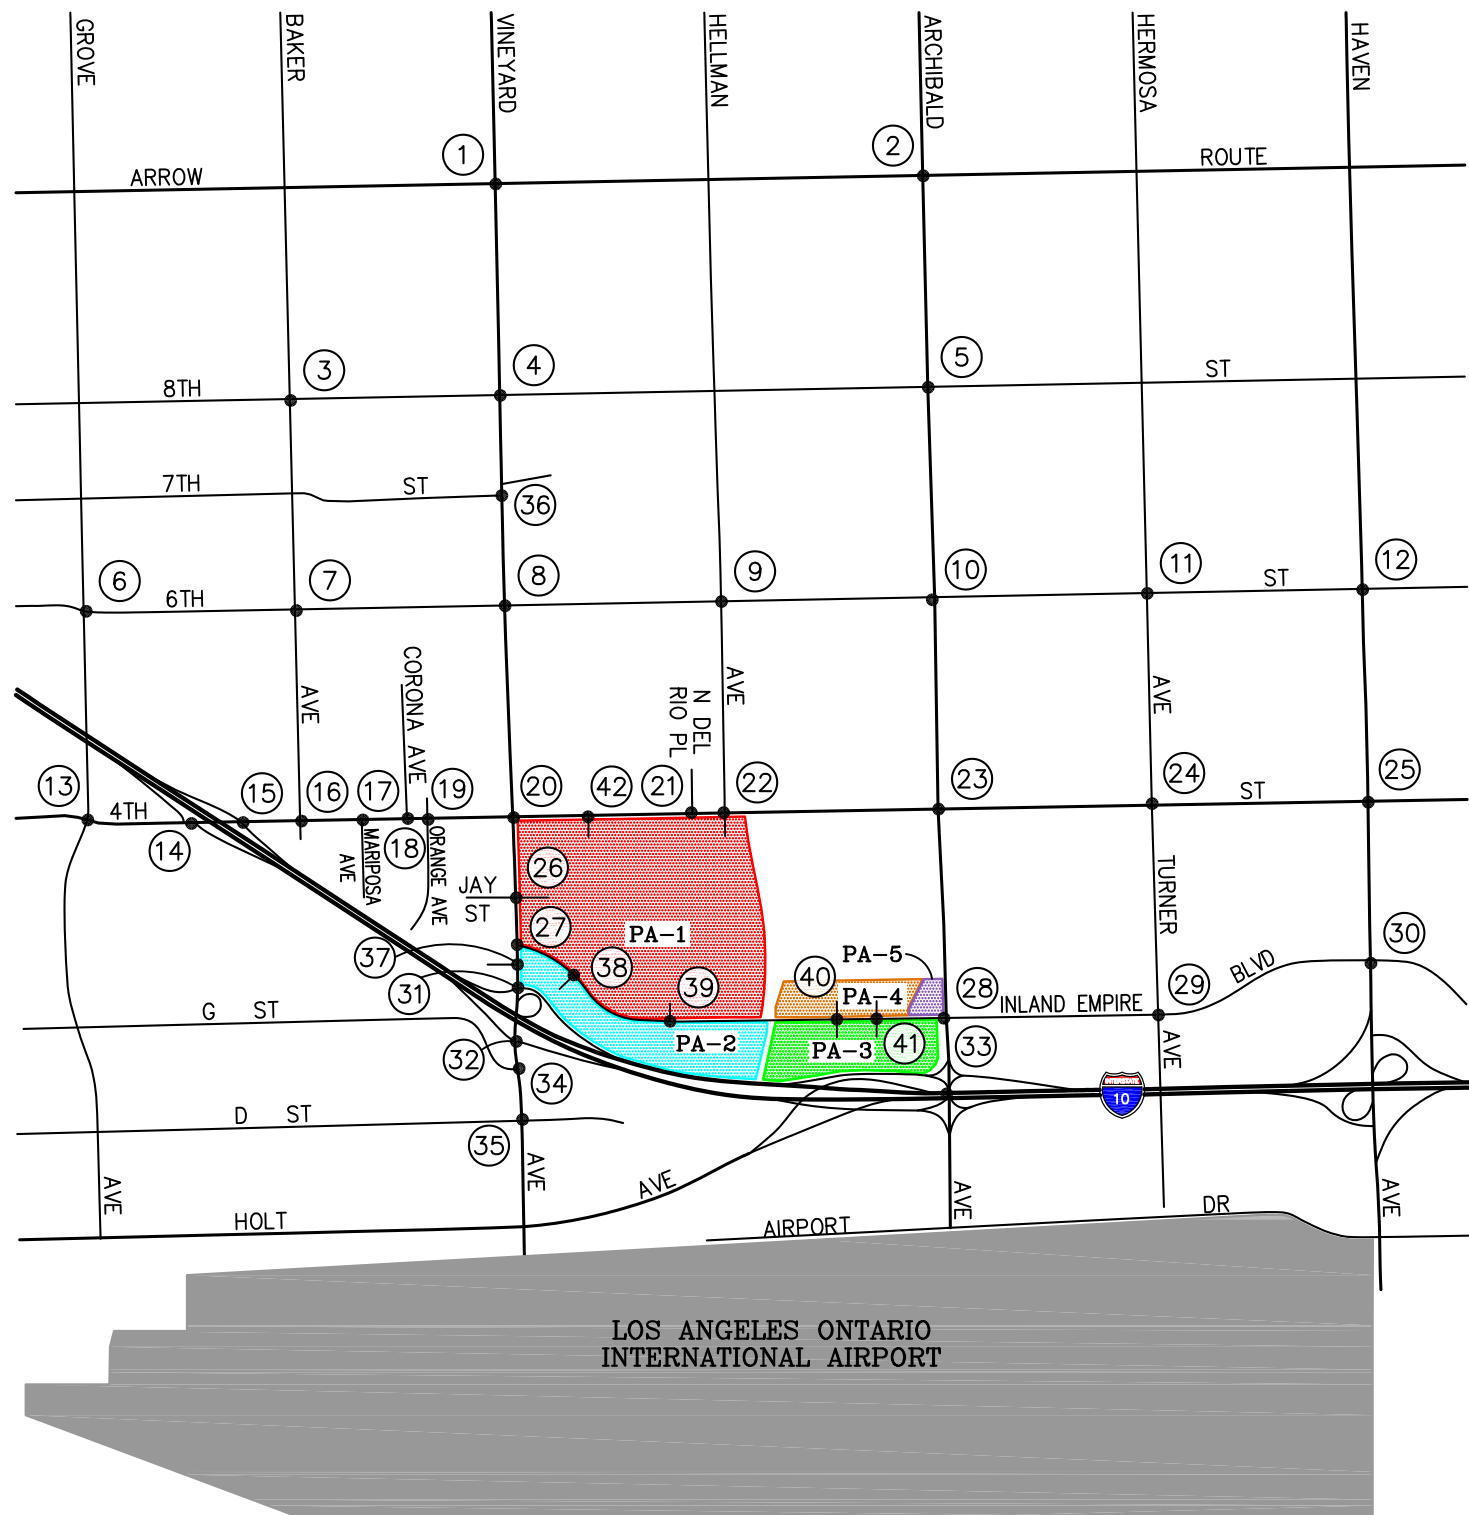 GROVE
BAKER
VINEYARD
HELLMAN
ARCHIBALD
HERMOSA
HAVEN
1
2
ARROW
ROUTE
3
4
5
8TH
ST
7TH
ST
36
6
7
8
9
10
11
12
6TH
ST
AVE
CORONA AVE
N DEL
RIO PL
AVE
AVE
13
15
16
17
19
20
42
21
22
23
24
25
4TH
ST
14
MARIPOSA
AVE
18
ORANGE AVE
26
JAY
ST
TURNER
27
PA-1
37
38
PA-5
30
31
39
40
PA-4
28
INLAND EMPIRE
29
BLVD
G ST
32
PA-2
PA-3
41
33
AVE
34
INTERSTATE
10
D ST
35
AVE
AVE
AVE
AVE
AVE
HOLT
AIRPORT
DR
LOS ANGELES ONTARIO
INTERNATIONAL AIRPORT